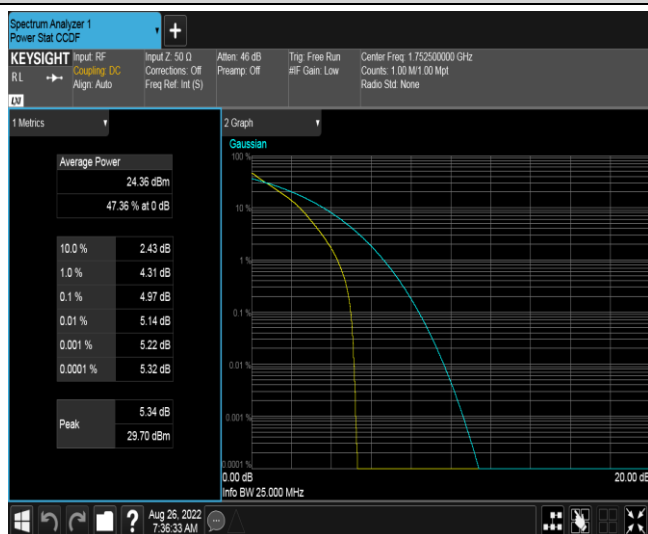 Spectrum Analyzer 1
Power Stat CCDF
+
KEYSIGHT
RL
LXI
Input: RF
Coupling: DC
Align: Auto
Input Z: 50 Ω
Corrections: Off
Freq Ref: Int (S)
Atten: 46 dB
Preamp: Off
Trig: Free Run
#IF Gain: Low
Center Freq: 1.752500000 GHz
Counts: 1.00 M/1.00 Mpt
Radio Std: None
1 Metrics
Average Power
24.36 dBm
47.36 % at 0 dB
10.0 % 2.43 dB
1.0 % 4.31 dB
0.1 % 4.97 dB
0.01 % 5.14 dB
0.001 % 5.22 dB
0.0001 % 5.32 dB
Peak
5.34 dB
29.70 dBm
2 Graph
Gaussian
100 %
10 %
1 %
0.1 %
0.01 %
0.001 %
0.0001 %
0.00 dB 20.00 dB
Info BW 25.000 MHz
?
Aug 26, 2022
7:36:33 AM